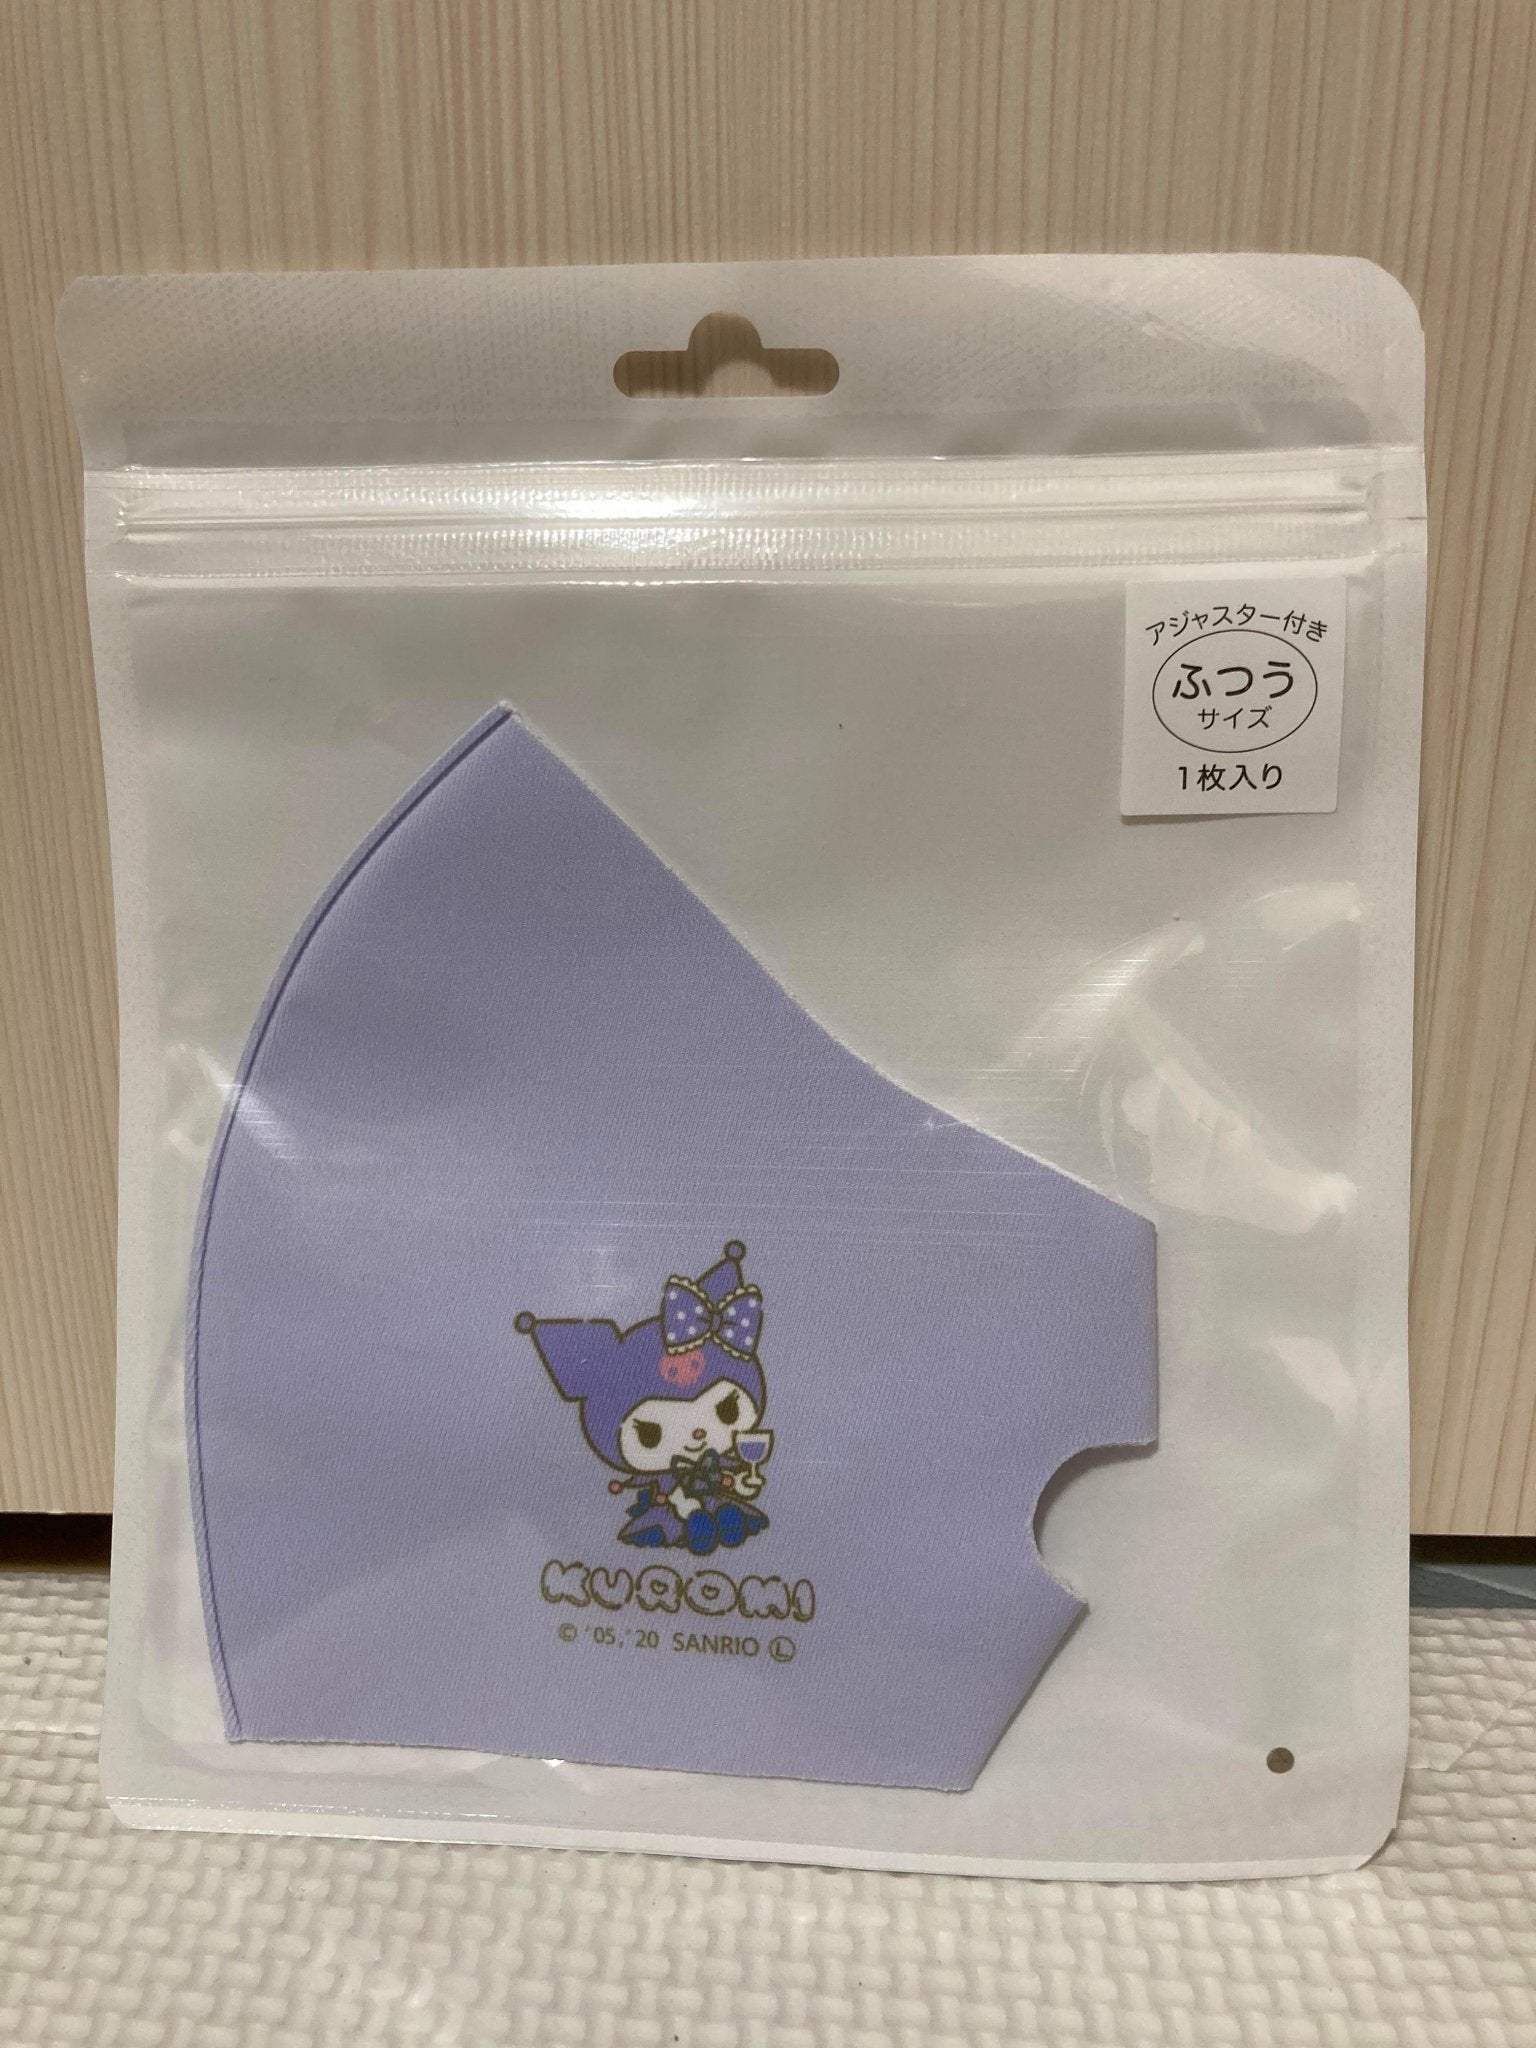 アジャスター付き
ふつう
サイズ
1枚入り
KUROMI
© '05, '20 SANRIO Ⓛ